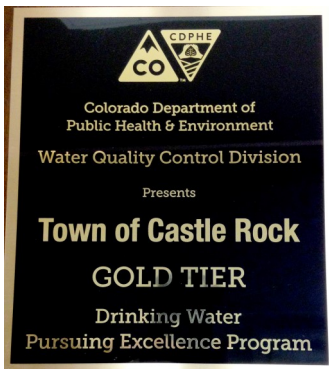 CO
CDPHE
Colorado Department of
Public Health & Environment
Water Quality Control Division
Presents
Town of Castle Rock
GOLD TIER
Drinking Water
Pursuing Excellence Program